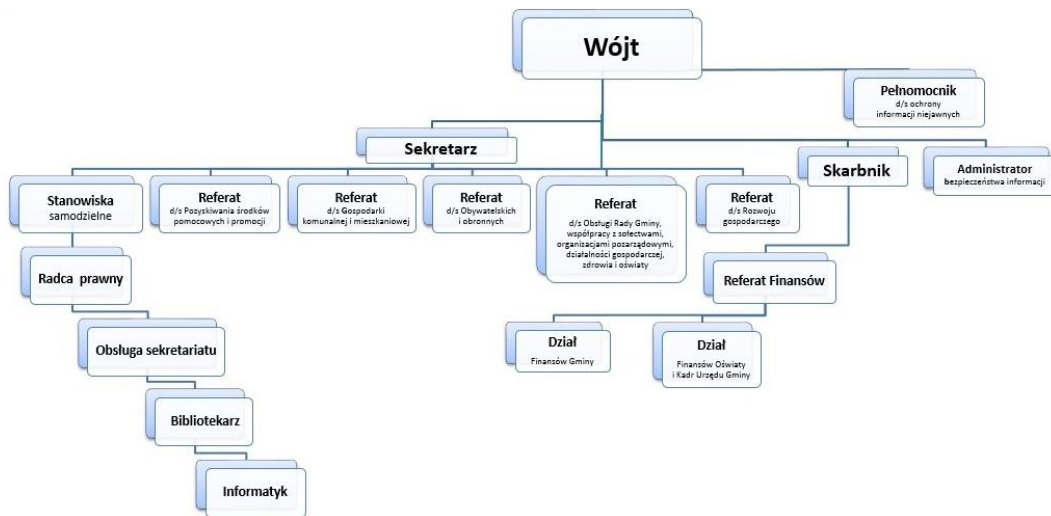 Wójt
Pełnomocnik
d/s ochrony
informacji niejawnych
Sekretarz
Skarbnik
Administrator
bezpieczeństwa informacji
Stanowiska
samodzielne
Referat
d/s Pozyskiwania środków
pomocowych i promocji
Referat
d/s Gospodarki
komunalnej i mieszkaniowej
Referat
d/s Obywatelskich
i obronnych
Referat
d/s Obsługi Rady Gminy,
współpracy z sołectwami,
organizacjami pozarządowymi,
działalności gospodarczej,
zdrowia i oświaty
Referat
d/s Rozwoju
gospodarczego
Radca prawny
Referat Finansów
Obsługa sekretariatu
Dział
Finansów Gminy
Dział
Finansów Oświaty
i Kadr Urzędu Gminy
Bibliotekarz
Informatyk